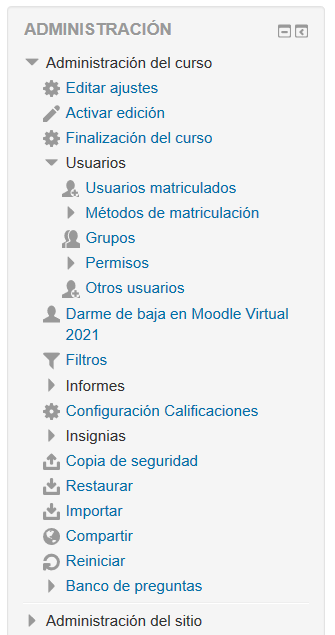 ADMINISTRACIÓN
Administración del curso
Editar ajustes
Activar edición
Finalización del curso
Usuarios
Usuarios matriculados
Métodos de matriculación
Grupos
Permisos
Otros usuarios
Darme de baja en Moodle Virtual
2021
Filtros
Informes
Configuración Calificaciones
Insignias
Copia de seguridad
Restaurar
Importar
Compartir
Reiniciar
Banco de preguntas
Administración del sitio